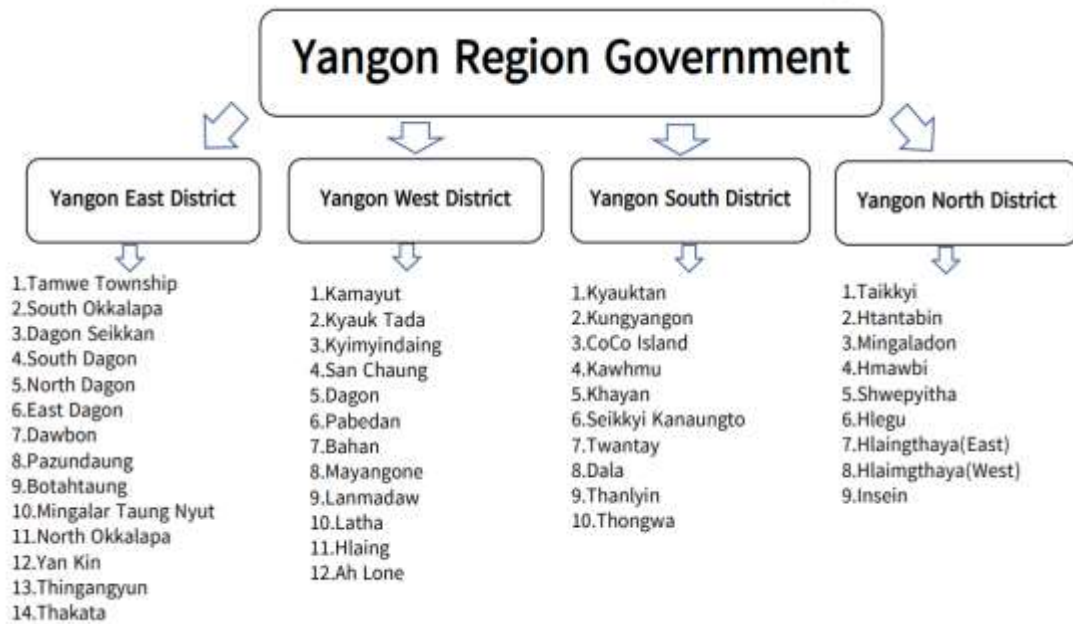 Yangon Region Government
Yangon East District
1.Tamwe Township
2.South Okkalapa
3.Dagon Seikkan
4.South Dagon
5.North Dagon
6.East Dagon
7.Dawbon
8.Pazundaung
9.Botahtaung
10.Mingalar Taung Nyut
11.North Okkalapa
12.Yan Kin
13.Thingangyun
14.Thakata
Yangon West District
1.Kamayut
2.Kyauk Tada
3.Kyimyindaing
4.San Chaung
5.Dagon
6.Pabedan
7.Bahan
8.Mayangone
9.Lanmadaw
10.Latha
11.Hlaing
12.Ah Lone
Yangon South District
1.Kyauktan
2.Kungyangon
3.CoCo Island
4.Kawhmu
5.Khayan
6.Seikkyi Kanaungto
7.Twantay
8.Dala
9.Thanlyin
10.Thongwa
Yangon North District
1.Taikkyi
2.Htantabin
3.Mingaladon
4.Hmawbi
5.Shwepyitha
6.Hlegu
7.Hlaingthaya(East)
8.Hlaimgthaya(West)
9.Insein